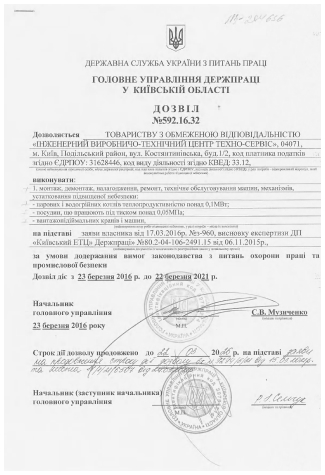 ДЕРЖАВНА СЛУЖБА УКРАЇНИ З ПИТАНЬ ПРАЦІ
ГОЛОВНЕ УПРАВЛІННЯ ДЕРЖПРАЦІ
У КИЇВСЬКІЙ ОБЛАСТІ
ДОЗВІЛ
№592.16.32
Дозволяється ТОВАРИСТВУ З ОБМЕЖЕНОЮ ВІДПОВІДАЛЬНІСТЮ
«ІНЖЕНЕРНИЙ ВИРОБНИЧО-ТЕХНІЧНИЙ ЦЕНТР ТЕХНО-СЕРВІС», 04071,
м. Київ, Подільський район, вул. Костянтинівська, буд.1/2, код платника податків
згідно ЄДРПОУ: 31628446, код виду діяльності згідно КВЕД: 33.12,
виконувати:
1. монтаж, демонтаж, налагодження, ремонт, технічне обслуговування машин, механізмів,
устатковання підвищеної небезпеки:
- парових і водогрійних котлів теплопродуктивністю понад 0,1МВт;
- посудин, що працюють під тиском понад 0,05МПа;
- вантажопідіймальних кранів і машин,
на підставі заяви власника від 17.03.2016р. №з-960, висновку експертизи ДП
«Київський ЕТЦ» Держпраці» №80.2-04-106-2491.15 від 06.11.2015р.,
за умови додержання вимог законодавства з питань охорони праці та
промислової безпеки
Дозвіл діє з 23 березня 2016 р. до 22 березня 2021 р.
Начальник
головного управління С.В. Музиченко
23 березня 2016 року М.П.
Строк дії дозволу продовжено до 22 03 20 р. на підставі
Начальник (заступник начальника)
головного управління
М.П.